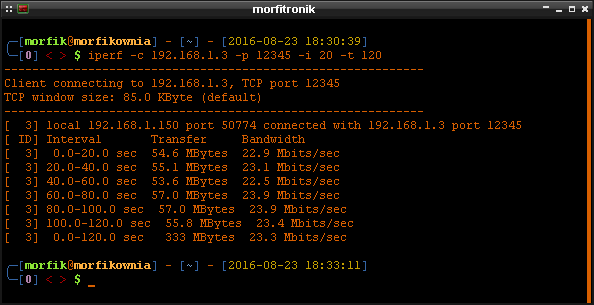 morfitronik
[morfik@morfikownia] - [~] - [2016-08-23 18:30:39]
[0] < > $ iperf -c 192.168.1.3 -p 12345 -i 20 -t 120
------------------------------------------------------------
Client connecting to 192.168.1.3, TCP port 12345
TCP window size: 85.0 KByte (default)
------------------------------------------------------------
[  3] local 192.168.1.150 port 50774 connected with 192.168.1.3 port 12345
[ ID] Interval       Transfer     Bandwidth
[  3]  0.0-20.0 sec  54.6 MBytes  22.9 Mbits/sec
[  3] 20.0-40.0 sec  55.1 MBytes  23.1 Mbits/sec
[  3] 40.0-60.0 sec  53.6 MBytes  22.5 Mbits/sec
[  3] 60.0-80.0 sec  57.0 MBytes  23.9 Mbits/sec
[  3] 80.0-100.0 sec  57.0 MBytes  23.9 Mbits/sec
[  3] 100.0-120.0 sec  55.8 MBytes  23.4 Mbits/sec
[  3]  0.0-120.0 sec   333 MBytes  23.3 Mbits/sec
[morfik@morfikownia] - [~] - [2016-08-23 18:33:11]
[0] < > $ _